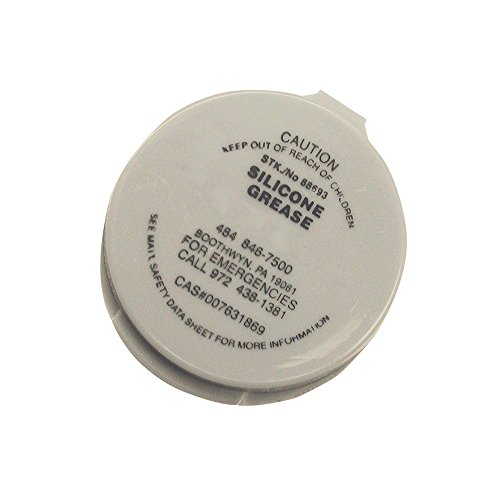 CAUTION
KEEP OUT OF REACH OF CHILDREN
STK./No 88693
SILICONE
GREASE
484 846-7500
BOOTHWYN, PA 19061
FOR EMERGENCIES
CALL 972 438-1381
CAS#007631869
SEE MAT'L SAFETY DATA SHEET FOR MORE INFORMATION